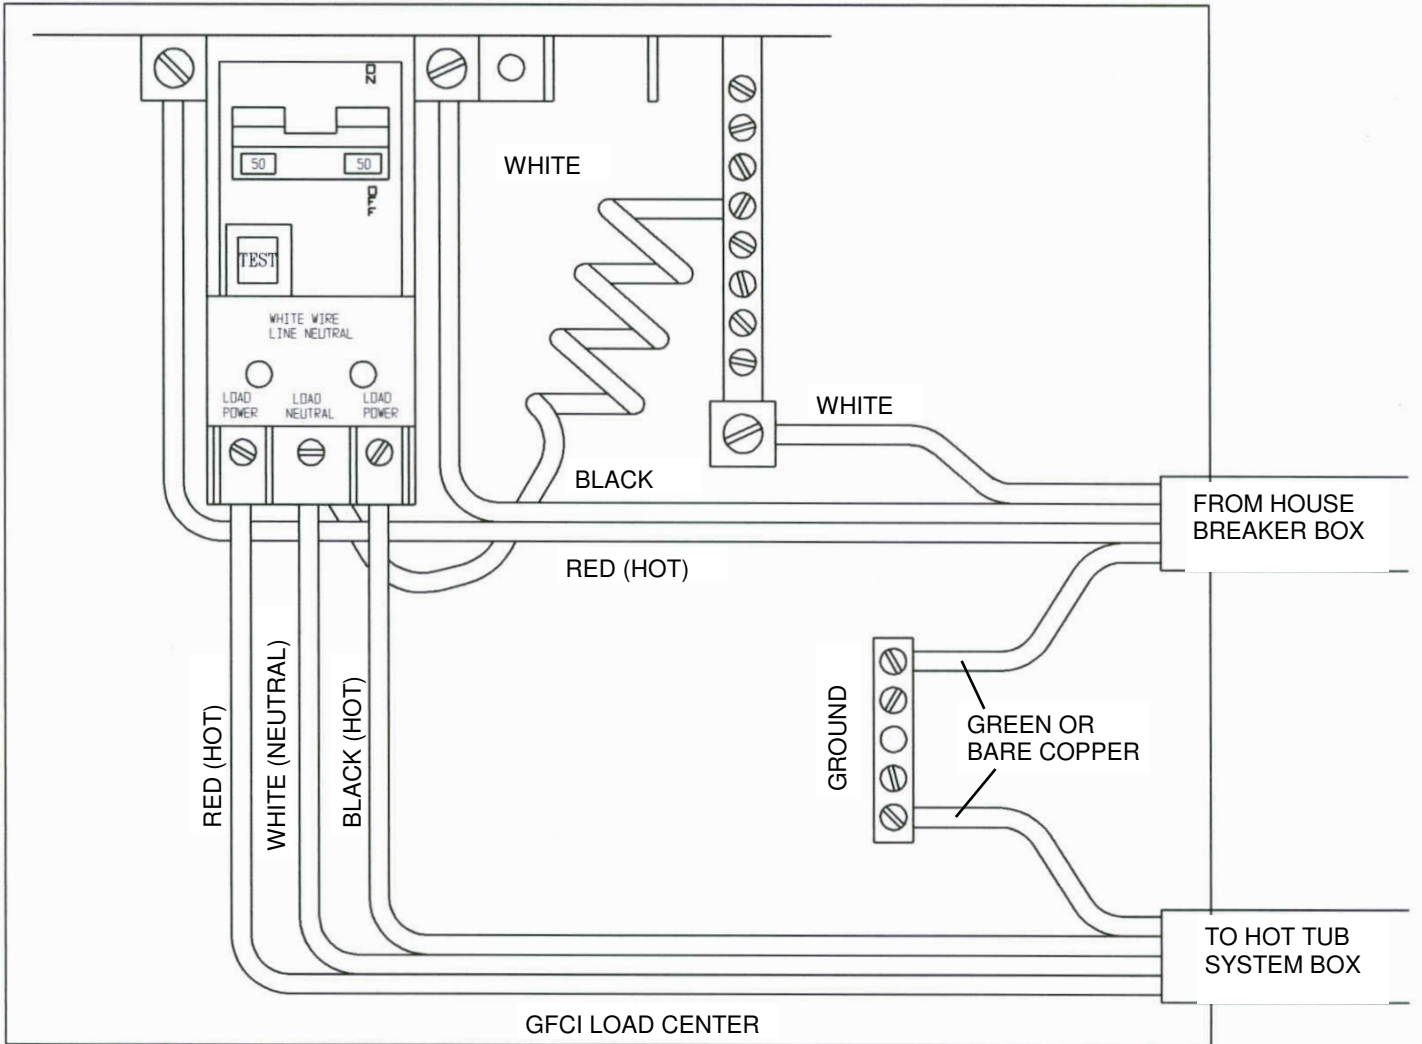 ON
50 50
OFF
TEST
WHITE WIRE
LINE NEUTRAL
LOAD
POWER
LOAD
NEUTRAL
LOAD
POWER
WHITE
WHITE
BLACK
RED (HOT)
FROM HOUSE
BREAKER BOX
RED (HOT)
WHITE (NEUTRAL)
BLACK (HOT)
GROUND
GREEN OR
BARE COPPER
TO HOT TUB
SYSTEM BOX
GFCI LOAD CENTER